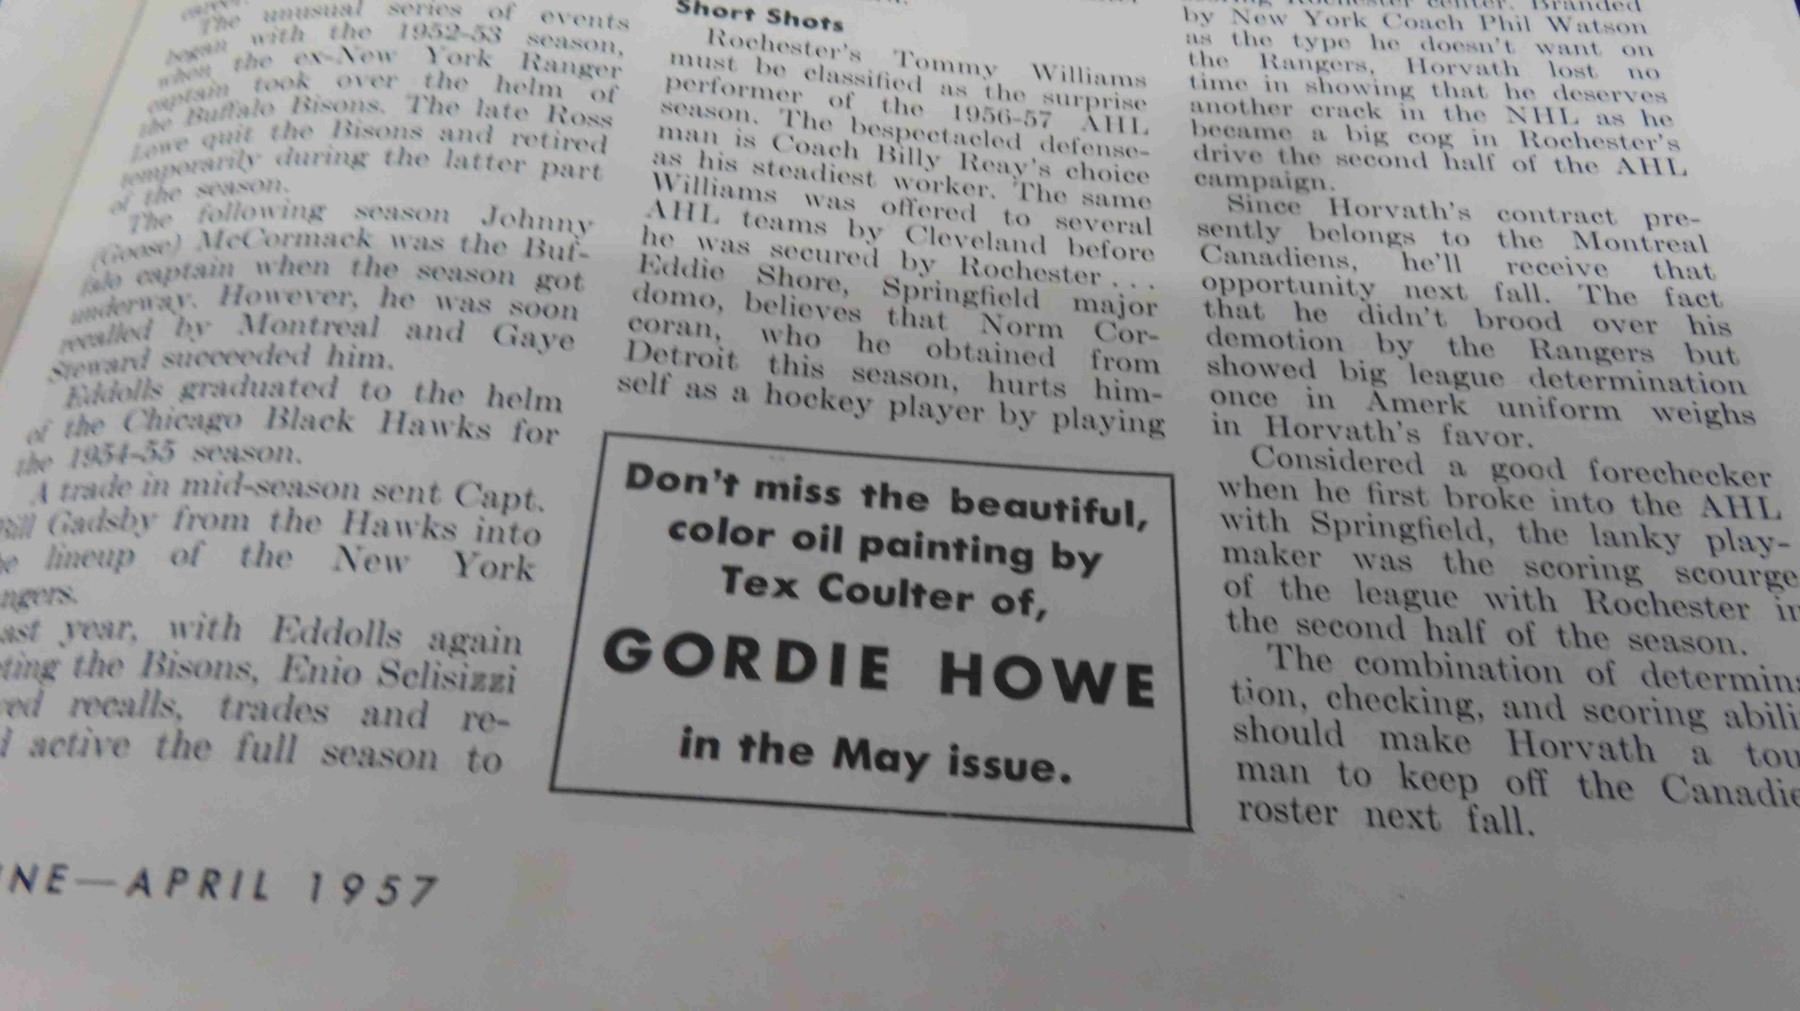 career.
The unusual series of events
began with the 1952-53 season,
when the ex-New York Ranger
captain took over the helm of
the Buffalo Bisons. The late Ross
Lowe quit the Bisons and retired
temporarily during the latter part
of the season.
The following season Johnny
(Goose) McCormack was the Buf-
falo captain when the season got
underway. However, he was soon
recalled by Montreal and Gaye
Steward succeeded him.
Eddolls graduated to the helm
of the Chicago Black Hawks for
the 1954-55 season.
A trade in mid-season sent Capt.
Bill Gadsby from the Hawks into
lineup of the New York
ngers.
ast year, with Eddolls again
ting the Bisons, Enio Sclisizzi
ed recalls, trades and re-
active the full season to
Short Shots
Rochester's Tommy Williams
must be classified as the surprise
performer of the 1956-57 AHL
season. The bespectacled defense-
man is Coach Billy Reay's choice
as his steadiest worker. The same
Williams was offered to several
AHL teams by Cleveland before
he was secured by Rochester...
Eddie Shore, Springfield major
domo, believes that Norm Cor-
coran, who he obtained from
Detroit this season, hurts him-
self as a hockey player by playing
Don't miss the beautiful,
color oil painting by
Tex Coulter of,
GORDIE HOWE
in the May issue.
Rochester center. Branded
by New York Coach Phil Watson
as the type he doesn't want on
the Rangers, Horvath lost no
time in showing that he deserves
another crack in the NHL as he
became a big cog in Rochester's
drive the second half of the AHL
campaign.
Since Horvath's contract pre-
sently belongs to the Montreal
Canadiens, he'll receive that
opportunity next fall. The fact
that he didn't brood over his
demotion by the Rangers but
showed big league determination
once in Amerk uniform weighs
in Horvath's favor.
Considered a good forechecker
when he first broke into the AHL
with Springfield, the lanky play-
maker was the scoring scourge
of the league with Rochester in
the second half of the season.
The combination of determina
tion, checking, and scoring abili
should make Horvath a tou
man to keep off the Canadie
roster next fall.
INE—APRIL 1957